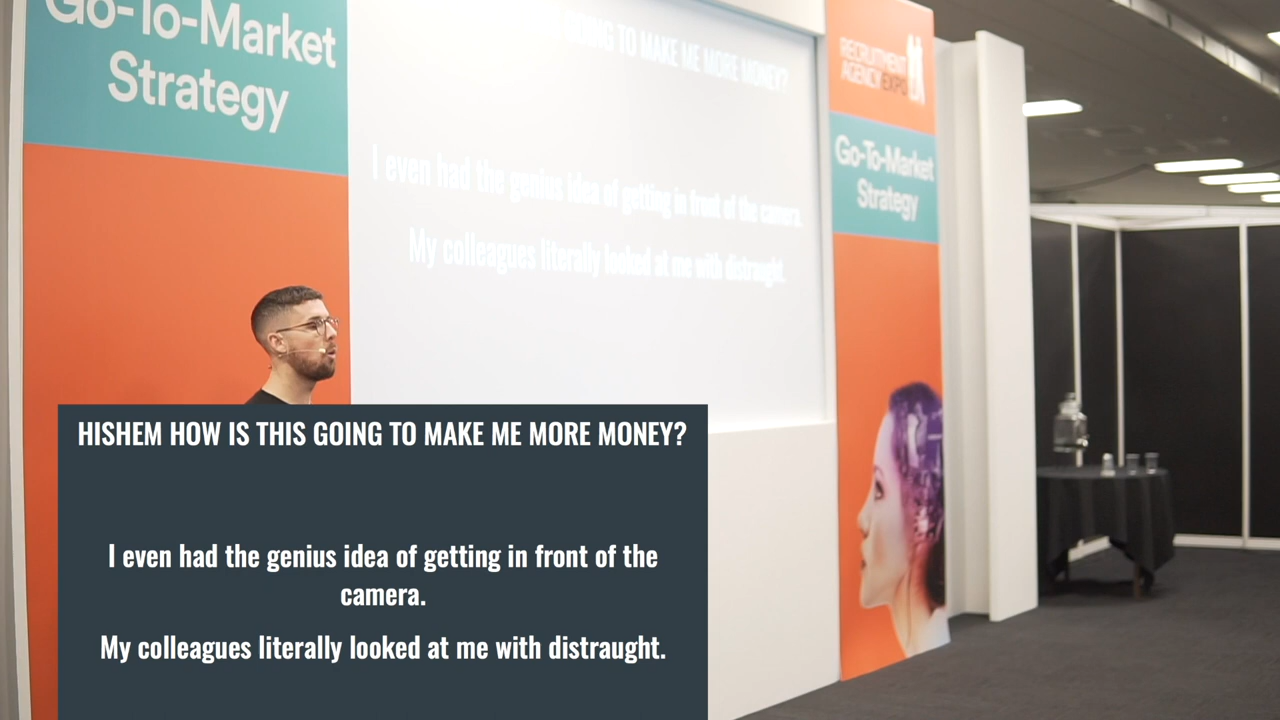 Go-To-Market
Strategy
GOING TO MAKE ME MORE MONEY?
I even had the genius idea of getting in front of the camera.
My colleagues literally looked at me with distraught.
RECRUITMENT
AGENCY EXPO
Go-To-Market
Strategy
HISHEM HOW IS THIS GOING TO MAKE ME MORE MONEY?
I even had the genius idea of getting in front of the
camera.
My colleagues literally looked at me with distraught.